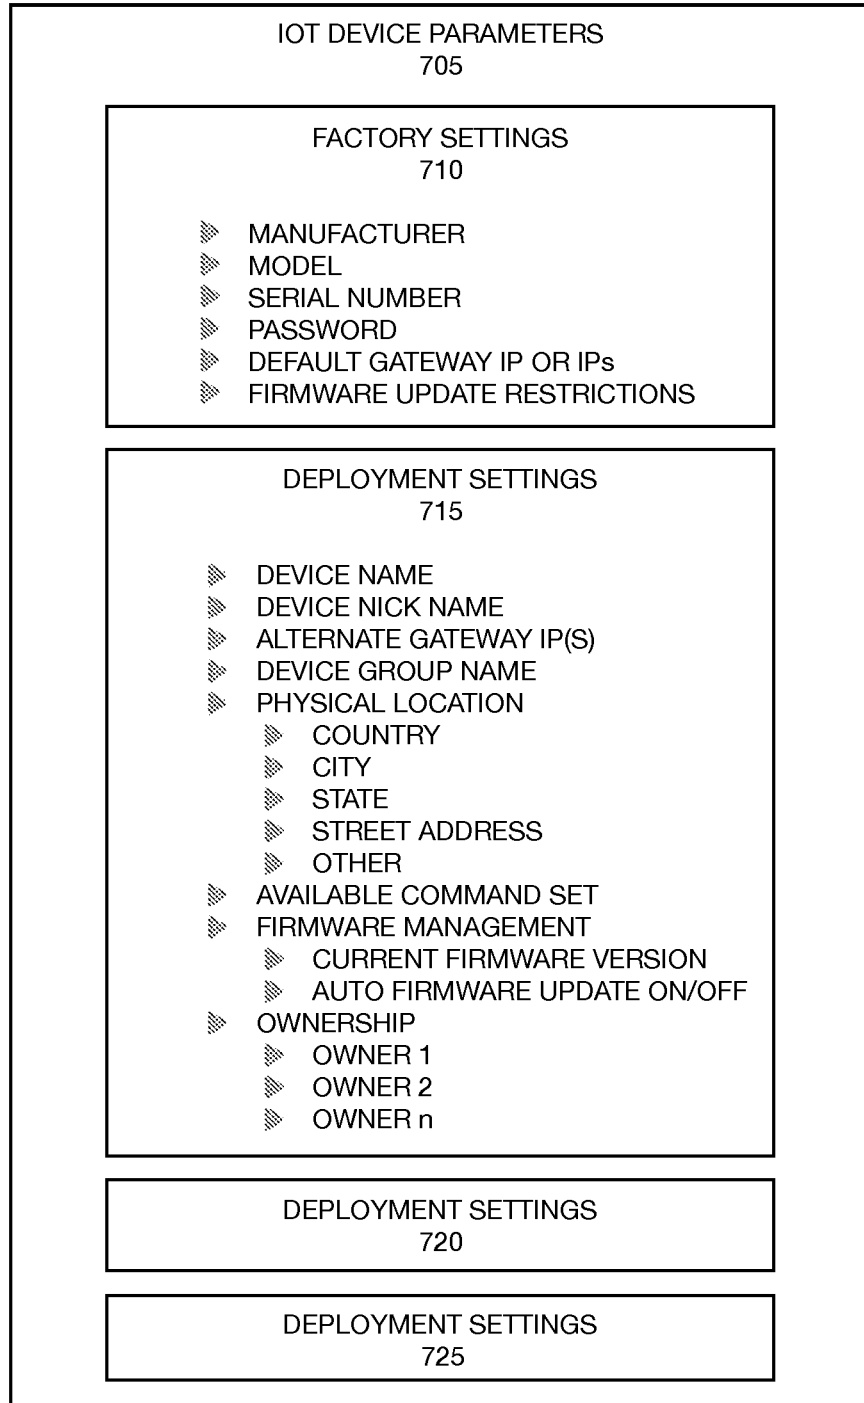 IOT DEVICE PARAMETERS
705
FACTORY SETTINGS
710
MANUFACTURER
MODEL
SERIAL NUMBER
PASSWORD
DEFAULT GATEWAY IP OR IPs
FIRMWARE UPDATE RESTRICTIONS
DEPLOYMENT SETTINGS
715
DEVICE NAME
DEVICE NICK NAME
ALTERNATE GATEWAY IP(S)
DEVICE GROUP NAME
PHYSICAL LOCATION
COUNTRY
CITY
STATE
STREET ADDRESS
OTHER
AVAILABLE COMMAND SET
FIRMWARE MANAGEMENT
CURRENT FIRMWARE VERSION
AUTO FIRMWARE UPDATE ON/OFF
OWNERSHIP
OWNER 1
OWNER 2
OWNER n
DEPLOYMENT SETTINGS
720
DEPLOYMENT SETTINGS
725